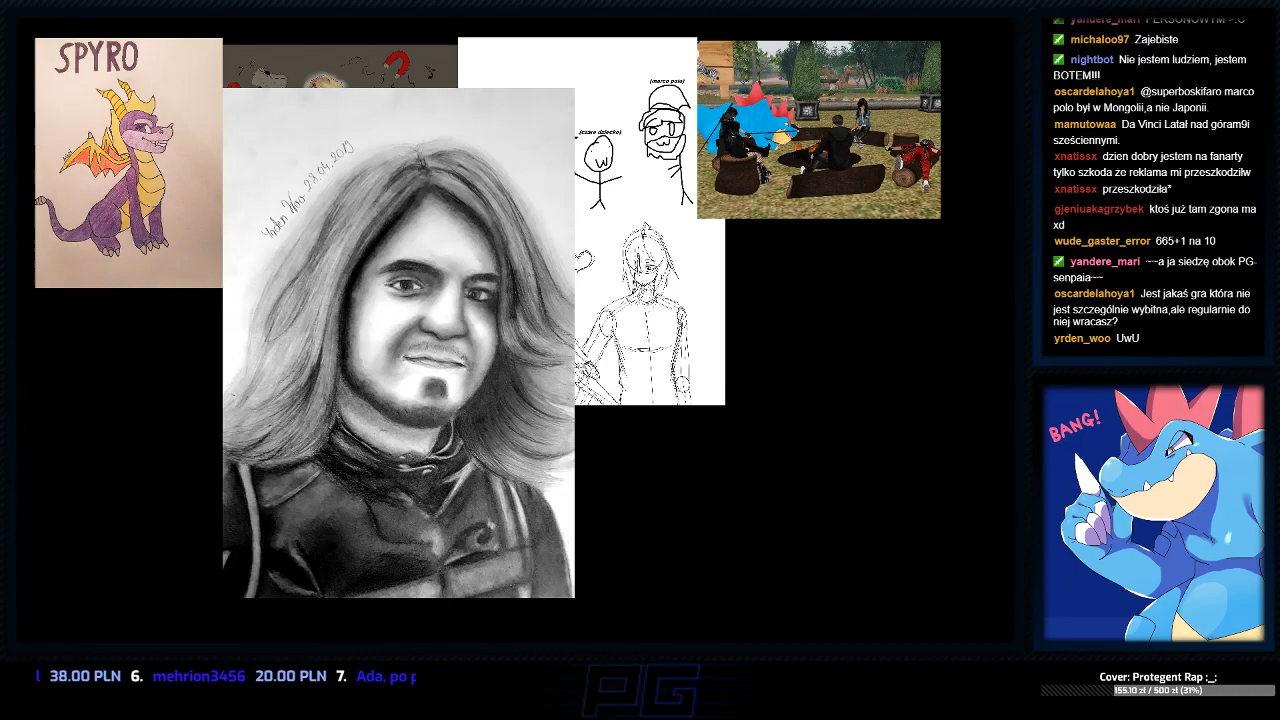 SPYRO
Yrden Woo 28.04.2019
(marco polo)
(czaro dziecko)
yandere_mari PERSONOWYM >:C
michaloo97 Zajebiste
nightbot Nie jestem ludziem, jestem
BOTEM!!!
oscardelahoya1 @superboskifaro marco
polo był w Mongolii,a nie Japonii.
mamutowaa Da Vinci Latał nad góram9i
sześciennymi.
xnatissx dzien dobry jestem na fanarty
tylko szkoda ze reklama mi przeszkodziłw
xnatissx przeszkodziła*
gjeniuakagrzybek ktoś już tam zgona ma
xd
wude_gaster_error 665+1 na 10
yandere_mari ~~a ja siedzę obok PG-
senpaia~~
oscardelahoya1 Jest jakaś gra która nie
jest szczególnie wybitna,ale regularnie do
niej wracasz?
yrden_woo UwU
BANG!
38.00 PLN 6. mehrion3456 20.00 PLN 7. Ada, po p
PG
Cover: Protegent Rap :_:
155.10 zł / 500 zł (31%)